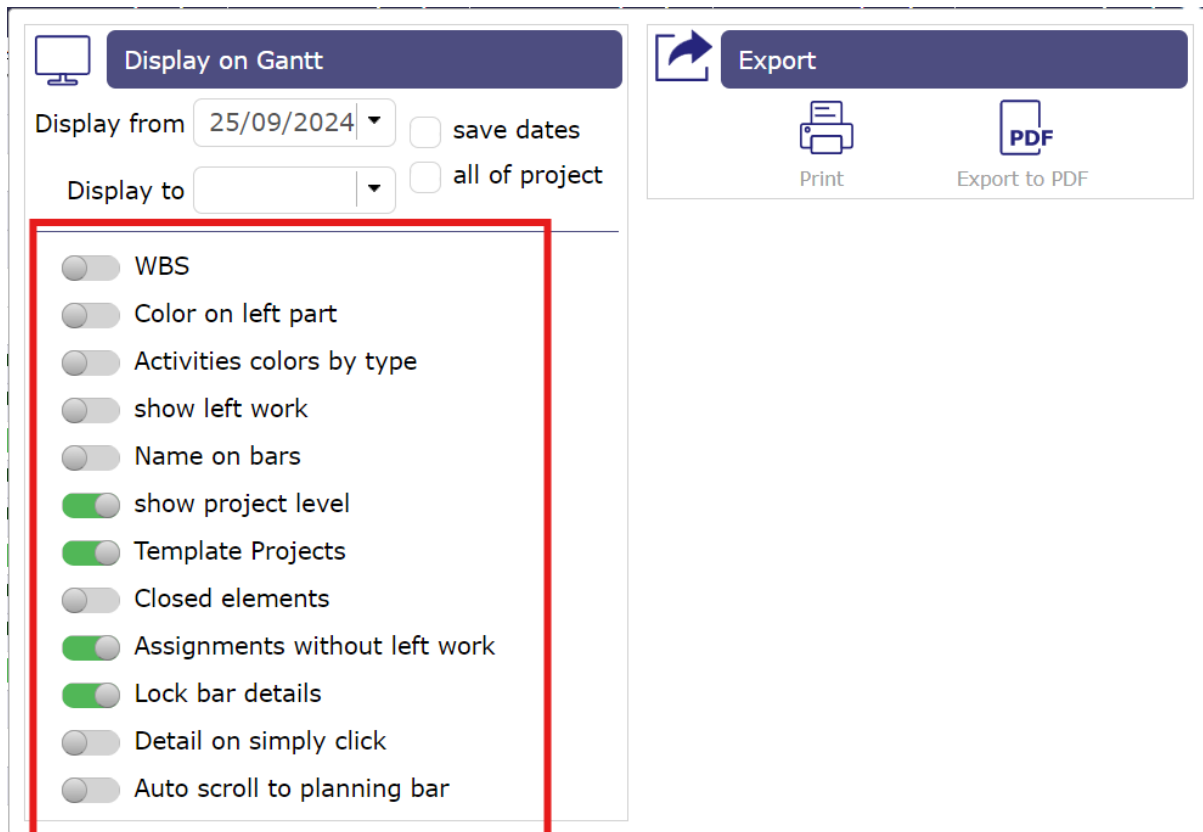 Display on Gantt
Display from 25/09/2024 save dates
Display to all of project
WBS
Color on left part
Activities colors by type
show left work
Name on bars
show project level
Template Projects
Closed elements
Assignments without left work
Lock bar details
Detail on simply click
Auto scroll to planning bar
Export
PDF
Print Export to PDF